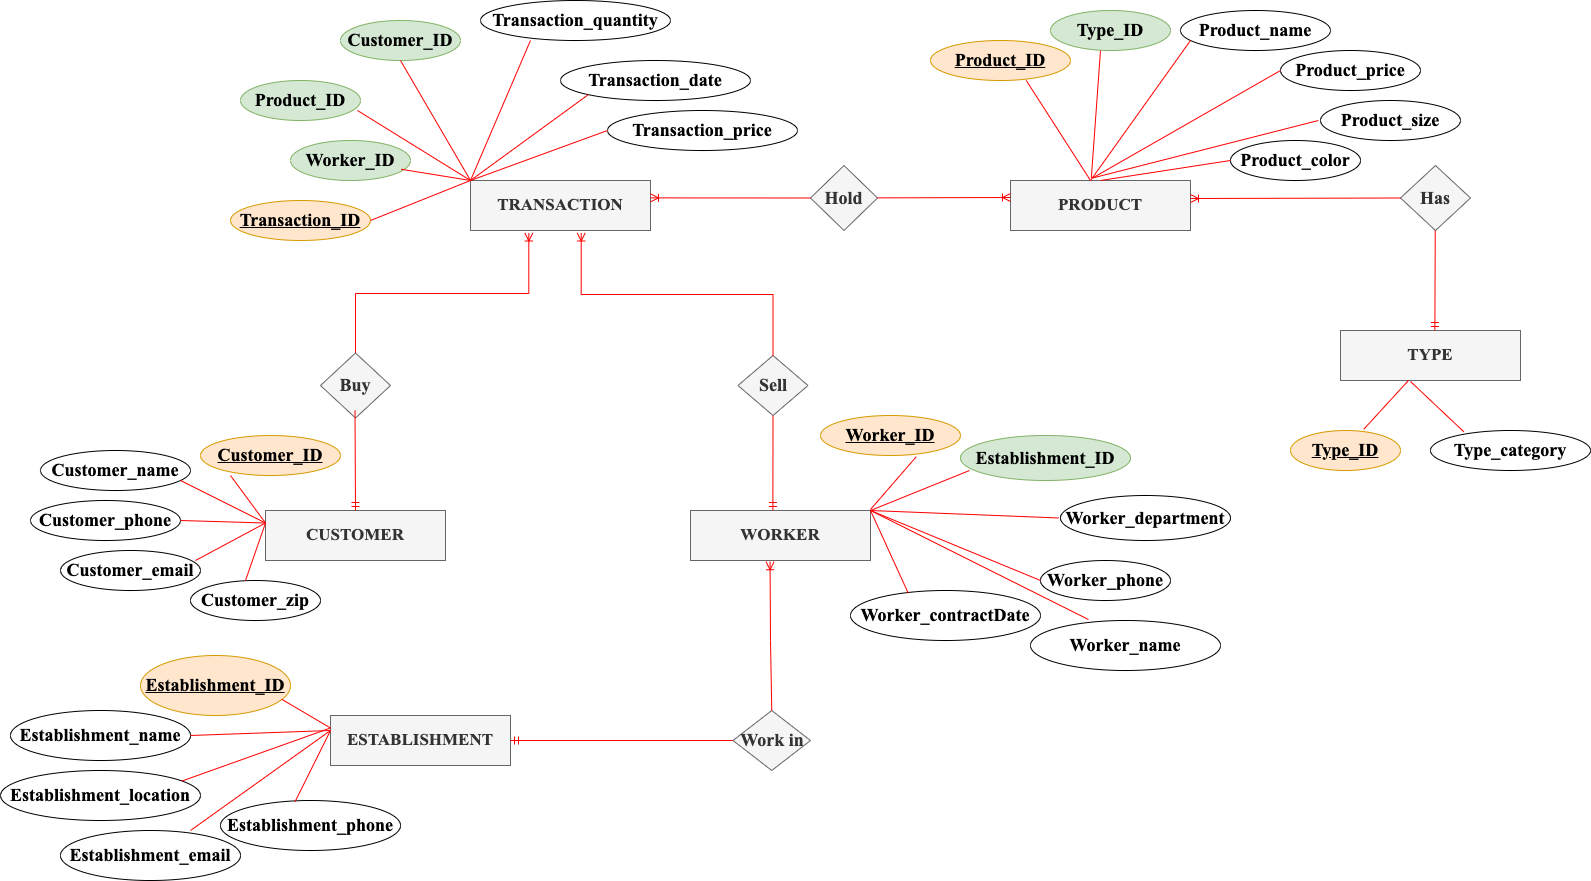 Transaction_quantity
Customer_ID
Transaction_date
Product_ID
Transaction_price
Worker_ID
Transaction_ID
TRANSACTION
Hold
Product_ID
Type_ID
Product_name
Product_price
Product_size
Product_color
PRODUCT
Has
TYPE
Type_ID
Type_category
Buy
Sell
Customer_ID
Customer_name
Customer_phone
Customer_email
Customer_zip
CUSTOMER
Worker_ID
Establishment_ID
Worker_department
Worker_phone
Worker_contractDate
Worker_name
WORKER
Work in
Establishment_ID
Establishment_name
Establishment_location
Establishment_phone
Establishment_email
ESTABLISHMENT